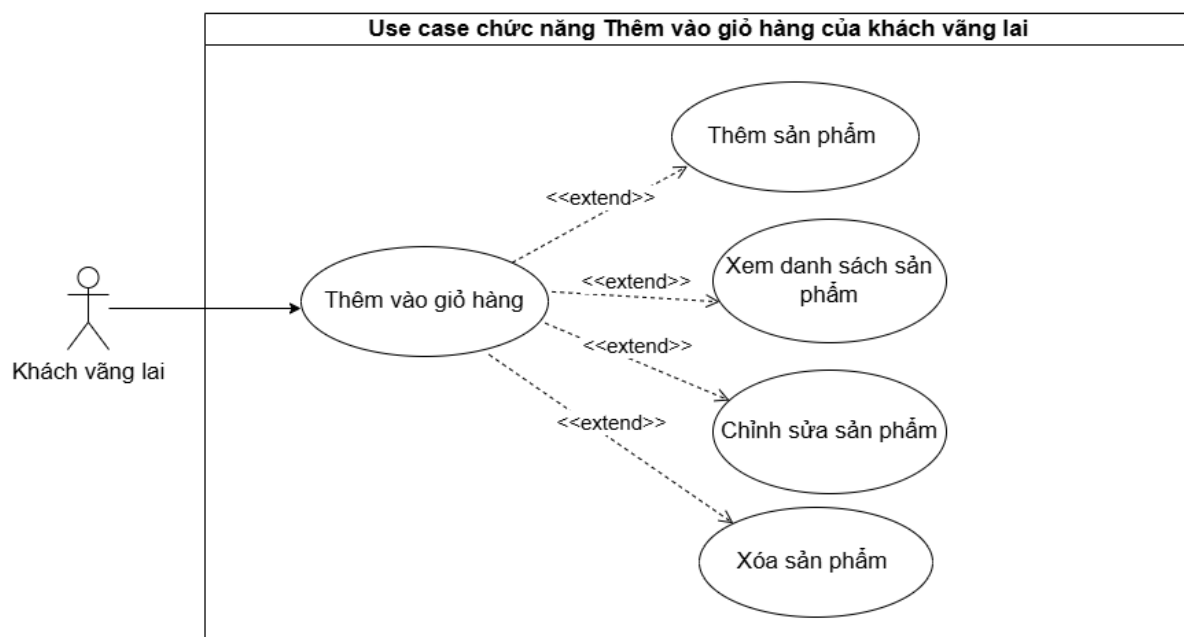 Use case chức năng Thêm vào giỏ hàng của khách vãng lai
Thêm sản phẩm
<<extend>>
Xem danh sách sản
phẩm
<<extend>>
Thêm vào giỏ hàng
<<extend>>
Khách vãng lai
<<extend>>
Chỉnh sửa sản phẩm
Xóa sản phẩm